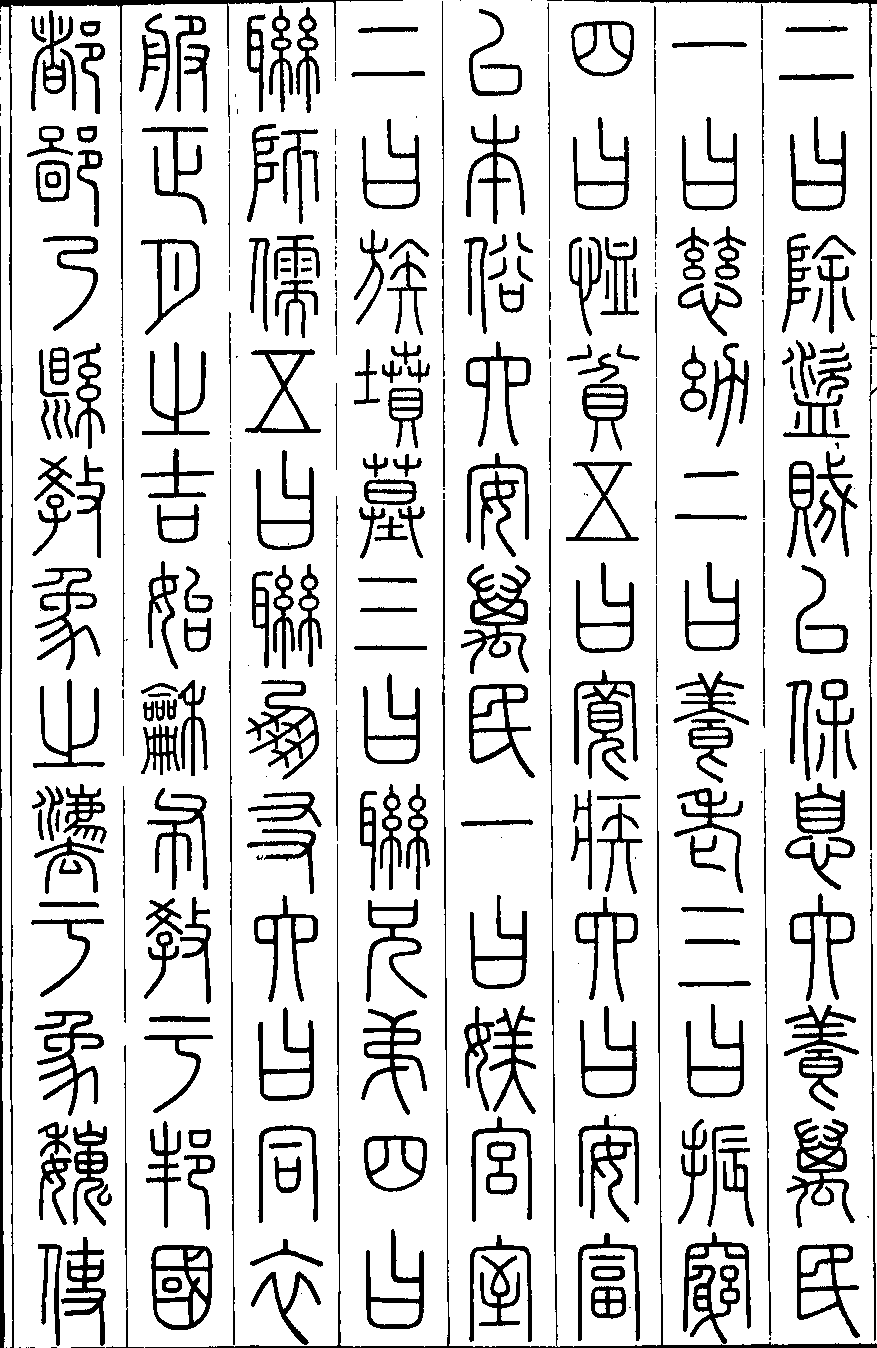 二曰除盜賊以保息六養萬民
一曰慈幼二曰養老三曰振窮
四曰恤貧五曰寬疾六曰安富
以本俗六安萬民一曰媺宮室
二曰族墳墓三曰聯兄弟四曰
聯師儒五曰聯朋友六曰同衣
服正月之吉始龢布教于邦國
都鄙乃縣教象之灋于象魏使